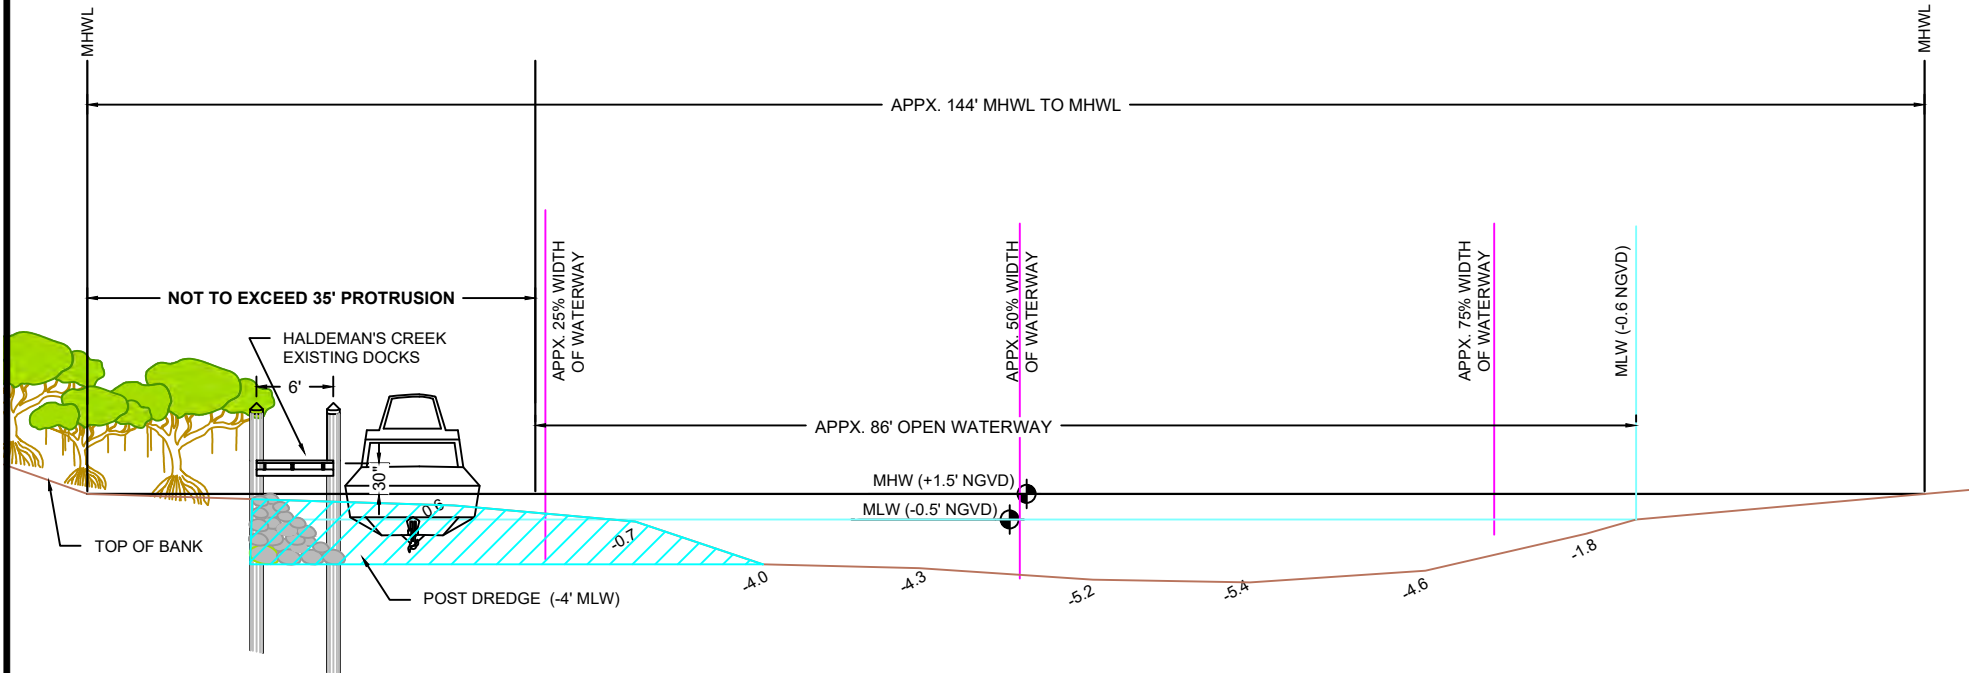 MHWL
MHWL
APPX. 144' MHWL TO MHWL
NOT TO EXCEED 35' PROTRUSION
HALDEMAN'S CREEK
EXISTING DOCKS
6'
30"
APPX. 25% WIDTH
OF WATERWAY
APPX. 50% WIDTH
OF WATERWAY
APPX. 75% WIDTH
OF WATERWAY
MLW (-0.6 NGVD)
APPX. 86' OPEN WATERWAY
MHW (+1.5' NGVD)
MLW (-0.5' NGVD)
TOP OF BANK
POST DREDGE (-4' MLW)
-0.6
-0.7
-4.0
-4.3
-5.2
-5.4
-4.6
-1.8